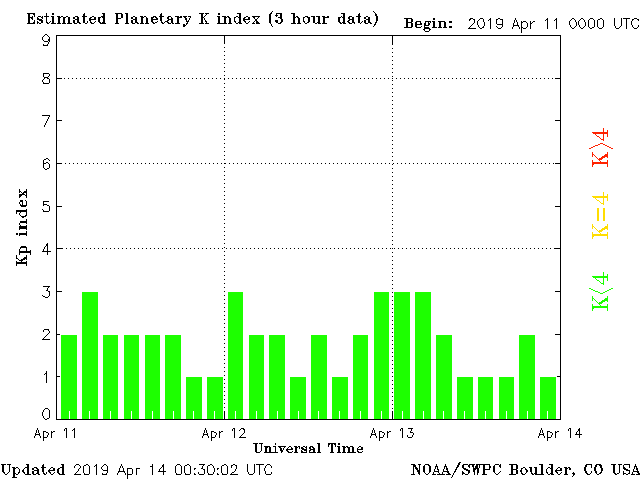 Estimated Planetary K index (3 hour data) Begin: 2019 Apr 11 0000 UTC
9
8
7
6
5
4
3
2
1
0
Kp index
K>4
K=4
K<4
Apr 11 Apr 12 Apr 13 Apr 14
Universal Time
Updated 2019 Apr 14 00:30:02 UTC NOAA/SWPC Boulder, CO USA